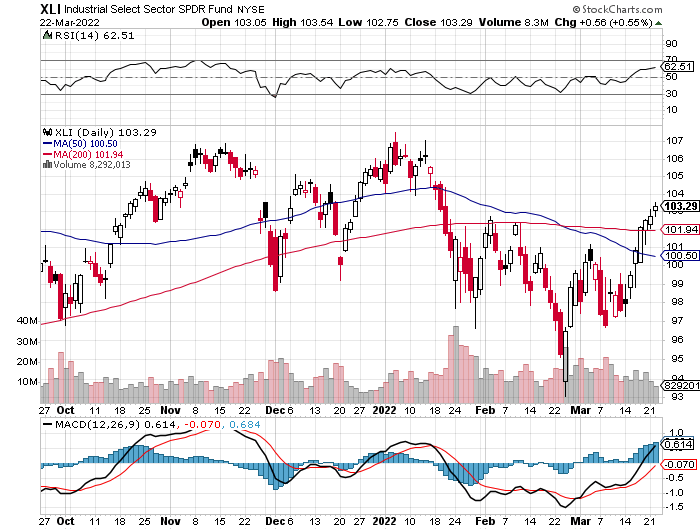 XLI Industrial Select Sector SPDR Fund NYSE © StockCharts.com
22-Mar-2022 Open 103.05 High 103.54 Low 102.75 Close 103.29 Volume 8.3M Chg +0.56 (+0.55%)
RSI(14) 62.51
90
70
62.51
50
30
10
XLI (Daily) 103.29
MA(50) 100.50
MA(200) 101.94
Volume 8,292,013
107
106
105
104
103.29
103
101.94
101
100.50
100
99
98
97
96
95
94
93
40M
30M
20M
10M
8292013
27 Oct 11 18 25 Nov 8 15 22 Dec 6 13 20 27 2022 10 18 24 Feb 7 14 22 Mar 7 14 21
MACD(12,26,9) 0.614, -0.070, 0.684
1.0
0.614
0.5
-0.070
-0.5
-1.0
-1.5
27 Oct 11 18 25 Nov 8 15 22 Dec 6 13 20 27 2022 10 18 24 Feb 7 14 22 Mar 7 14 21